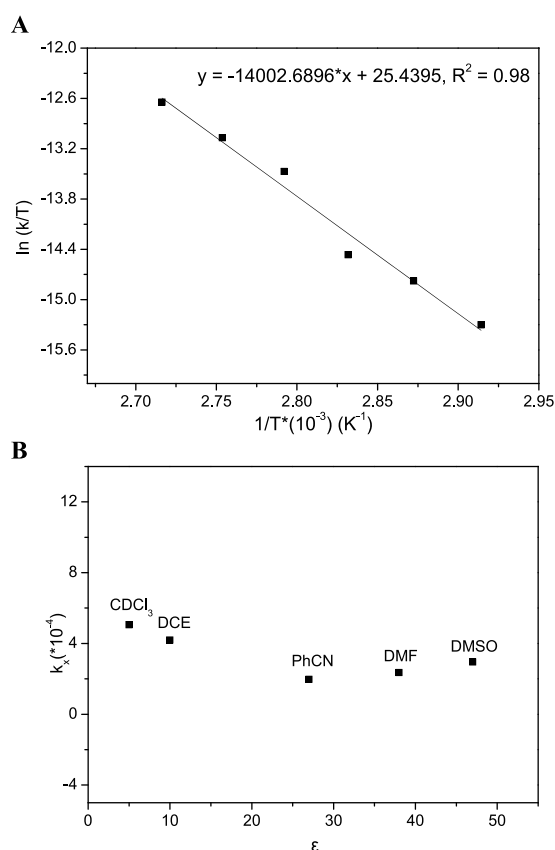 A
-12.0
y = -14002.6896*x + 25.4395, R² = 0.98
-12.6
-13.2
-13.8
-14.4
-15.0
-15.6
ln (k/T)
2.70 2.75 2.80 2.85 2.90 2.95
1/T*(10⁻³) (K⁻¹)
B
12
8
4
0
-4
kₓ(*10⁻⁴)
CDCl₃
DCE
PhCN
DMF
DMSO
0 10 20 30 40 50
ε